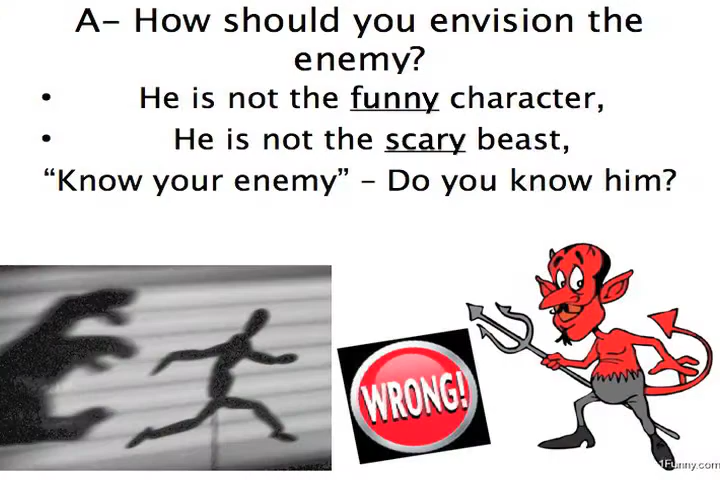 A- How should you envision the
enemy?
• He is not the funny character,
• He is not the scary beast,
“Know your enemy” – Do you know him?
WRONG!
1Funny.com